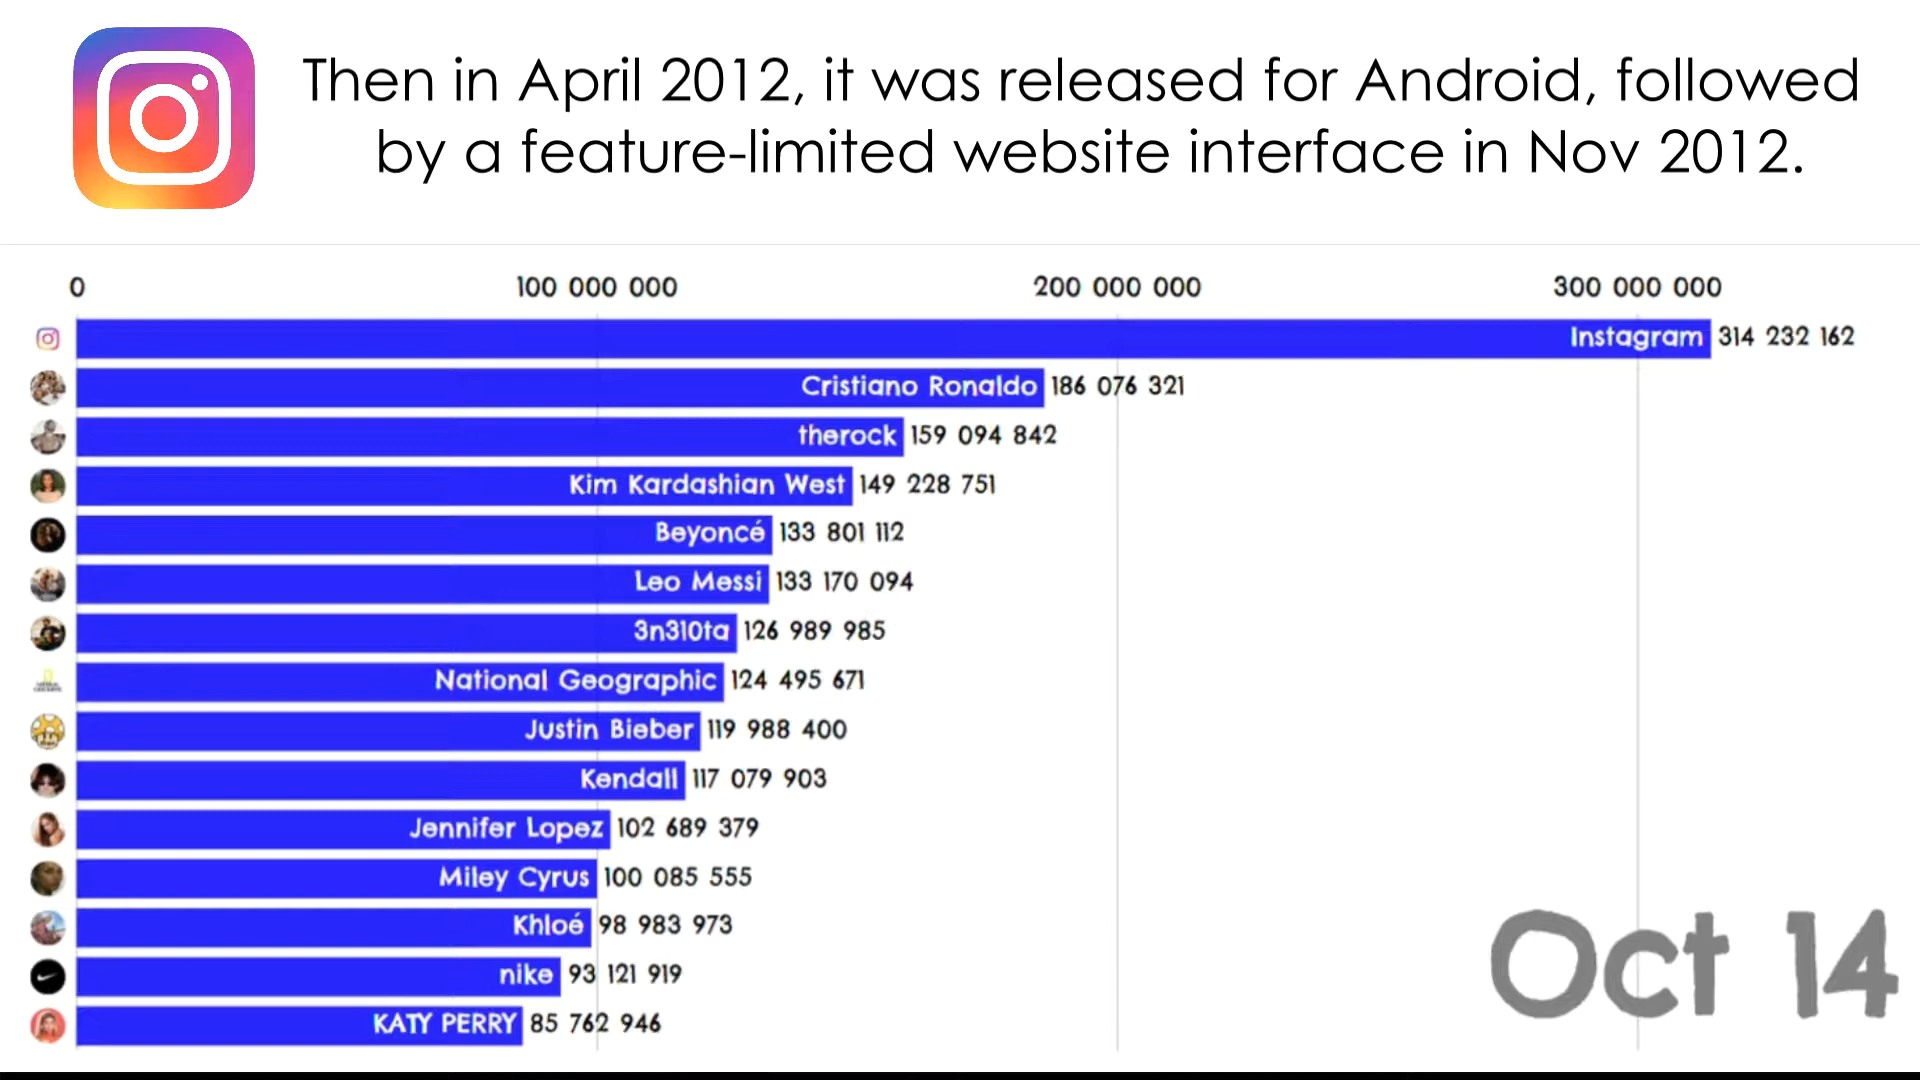 Then in April 2012, it was released for Android, followed
by a feature-limited website interface in Nov 2012.
0 100 000 000 200 000 000 300 000 000
Instagram 314 232 162
Cristiano Ronaldo 186 076 321
therock 159 094 842
Kim Kardashian West 149 228 751
Beyoncé 133 801 112
Leo Messi 133 170 094
3n310ta 126 989 985
National Geographic 124 495 671
Justin Bieber 119 988 400
Kendall 117 079 903
Jennifer Lopez 102 689 379
Miley Cyrus 100 085 555
Khloé 98 983 973
nike 93 121 919
KATY PERRY 85 762 946
Oct 14